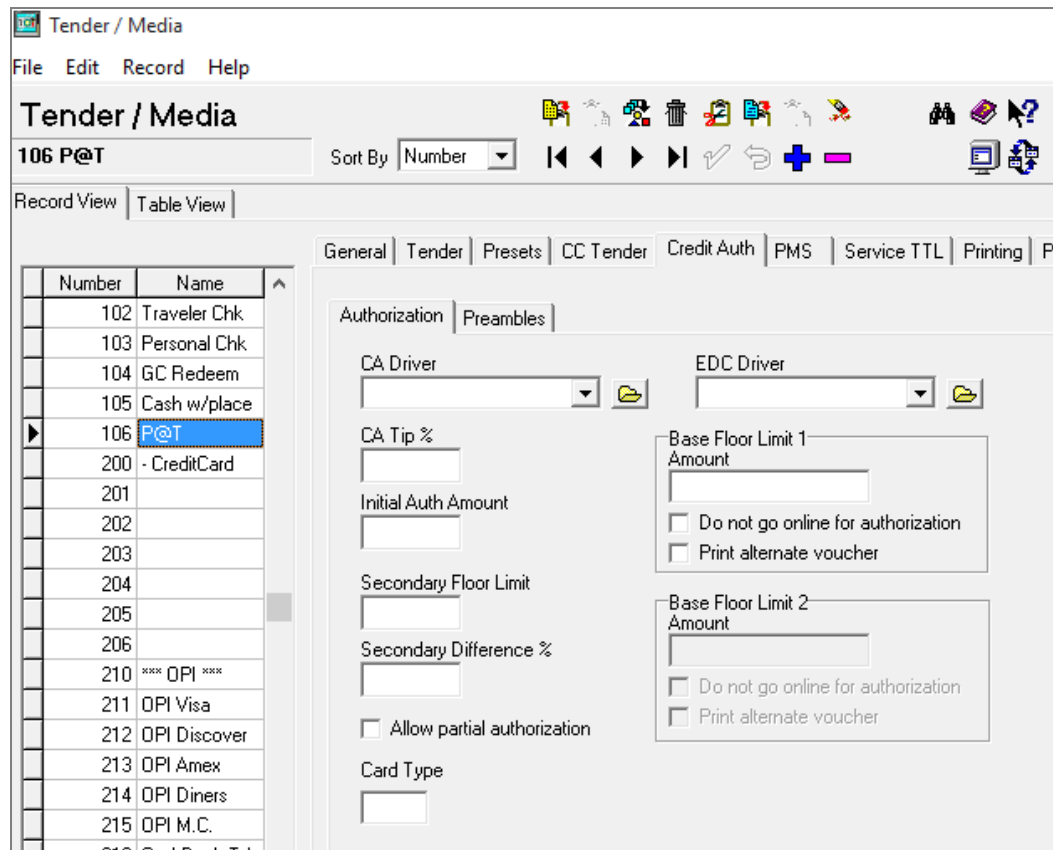 Tender / Media
File Edit Record Help
Tender / Media
106 P@T
Sort By Number
Record View Table View
General Tender Presets CC Tender Credit Auth PMS Service TTL Printing P
Number Name
102 Traveler Chk
103 Personal Chk
104 GC Redeem
105 Cash w/place
106 P@T
200 - CreditCard
201
202
203
204
205
206
210 *** OPI ***
211 OPI Visa
212 OPI Discover
213 OPI Amex
214 OPI Diners
215 OPI M.C.
Authorization Preambles
CA Driver
EDC Driver
CA Tip %
Initial Auth Amount
Secondary Floor Limit
Secondary Difference %
Allow partial authorization
Card Type
Base Floor Limit 1
Amount
Do not go online for authorization
Print alternate voucher
Base Floor Limit 2
Amount
Do not go online for authorization
Print alternate voucher